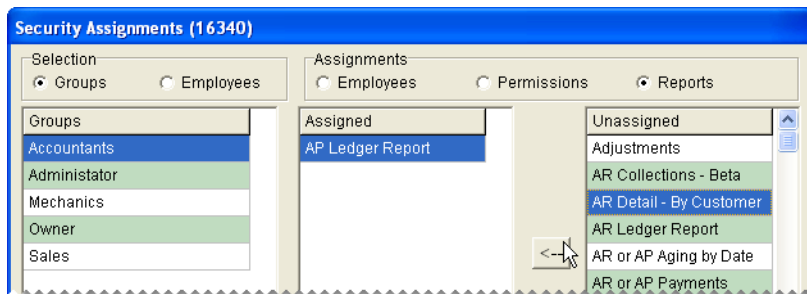 Security Assignments (16340)
Selection
Groups Employees
Assignments
Employees Permissions Reports
Groups
Accountants
Administator
Mechanics
Owner
Sales
Assigned
AP Ledger Report
<--
Unassigned
Adjustments
AR Collections - Beta
AR Detail - By Customer
AR Ledger Report
AR or AP Aging by Date
AR or AP Payments